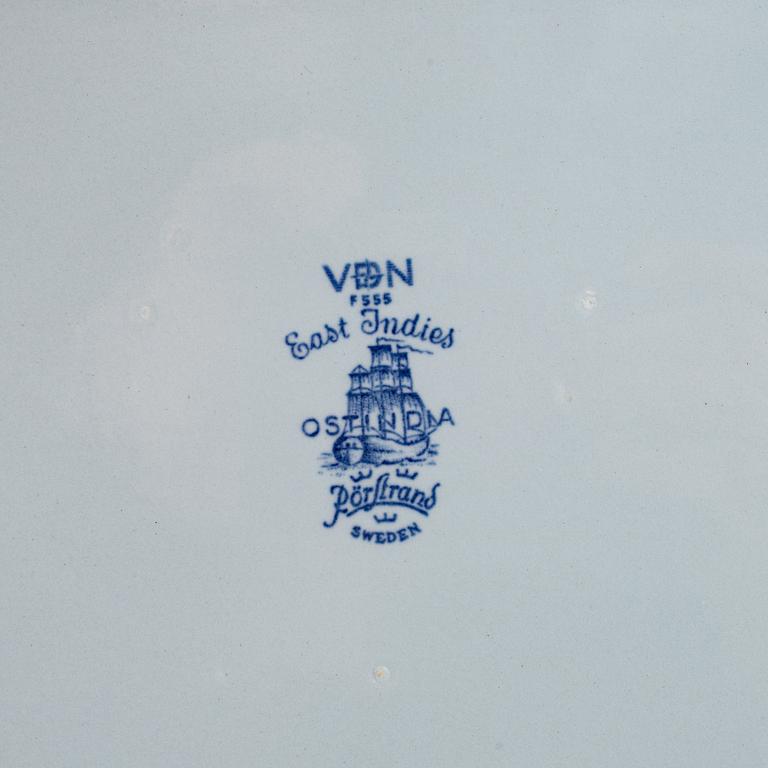 VDN
F555
East Indies
OSTINDIA
Rörstrand
SWEDEN